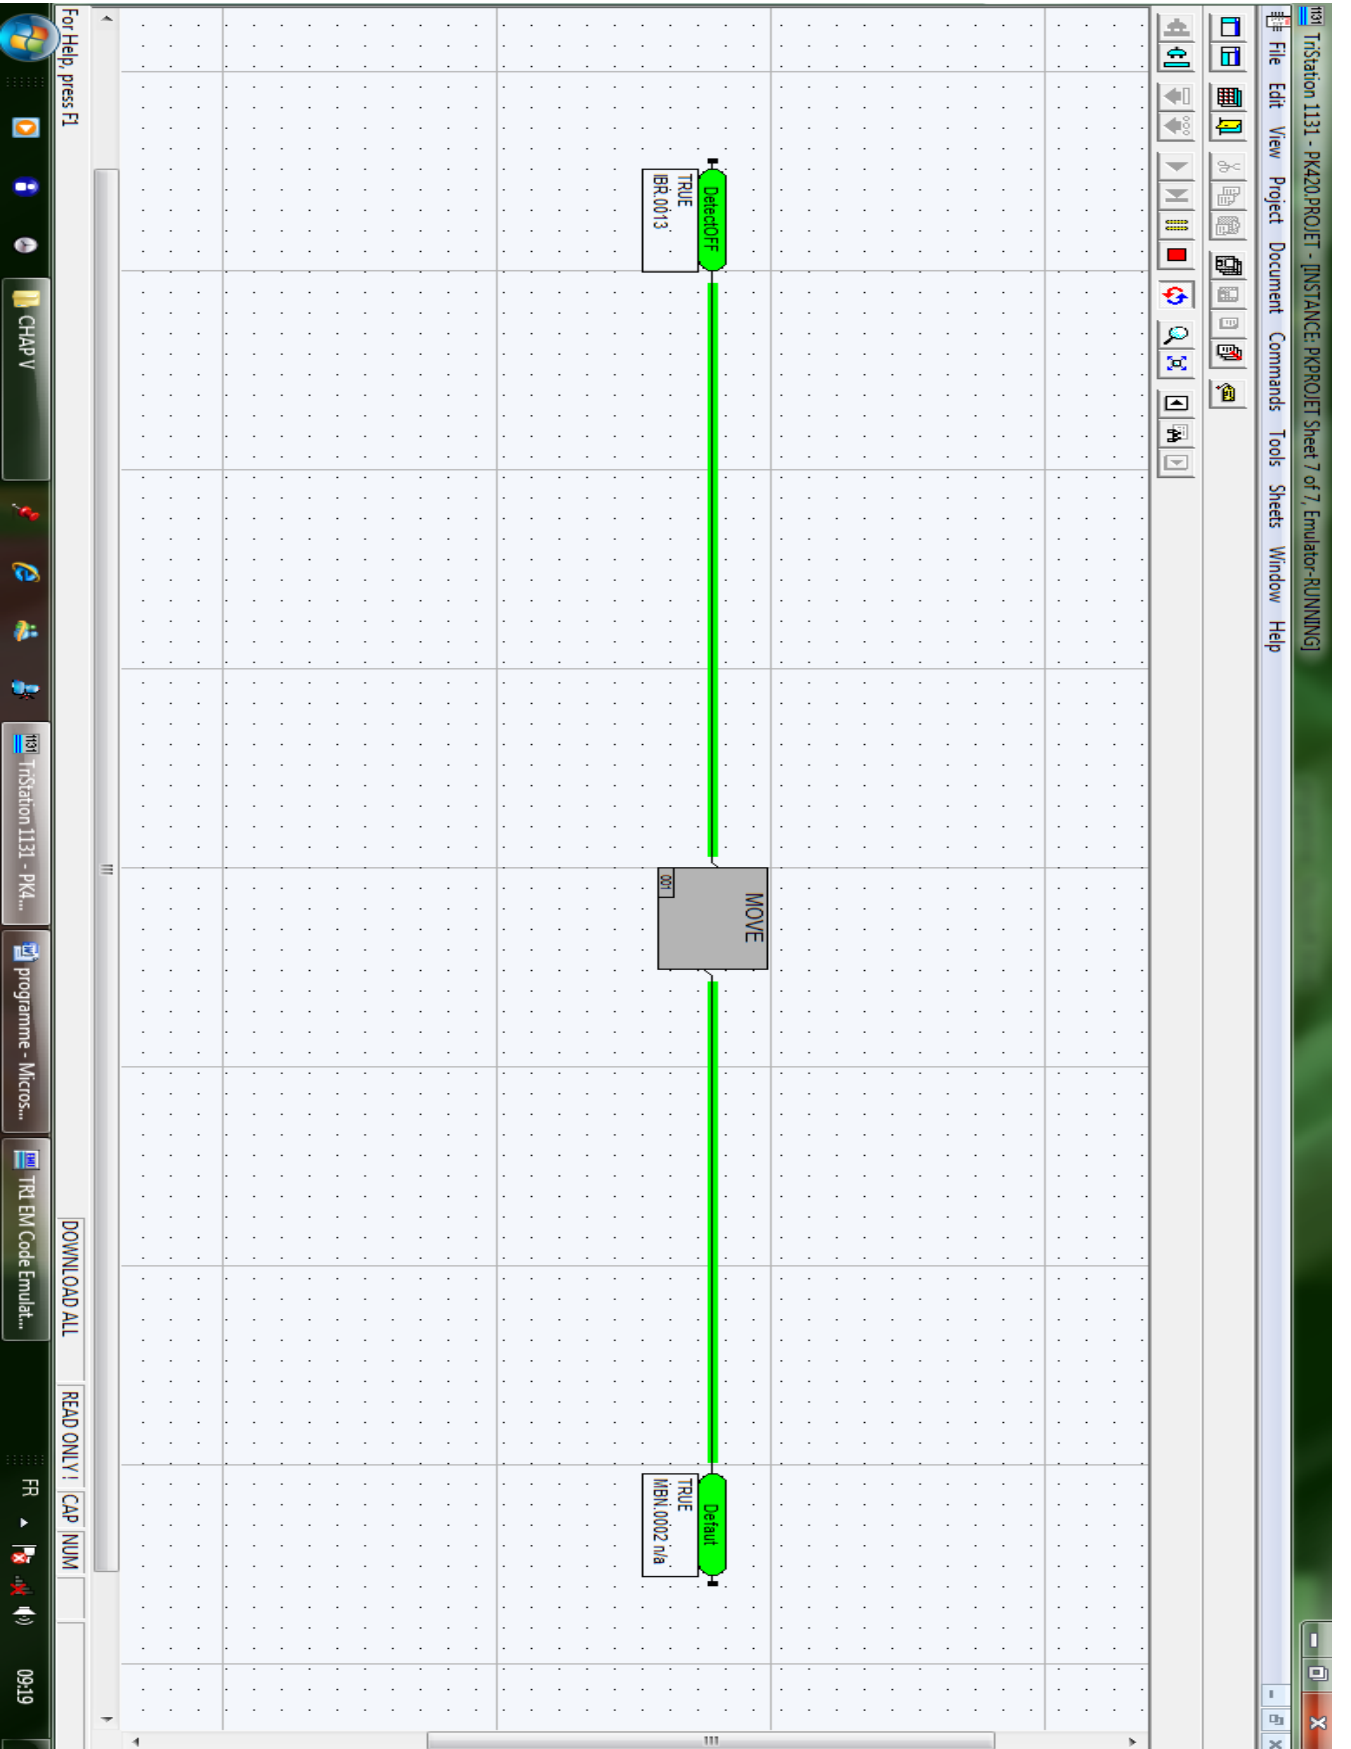 TriStation 1131 - PK420.PROJET - [INSTANCE: PKPROJET Sheet 7 of 7, Emulator-RUNNING]
File Edit View Project Document Commands Tools Sheets Window Help
MOVE
001
DetectOFF
TRUE
IBR.0013
Defaut
TRUE
MBN.0002 n/a
For Help, press F1
DOWNLOAD ALL
READ ONLY !
CAP
NUM
CHAP V
TriStation 1131 - PK4...
programme - Micros...
TR1 EM Code Emulat...
FR
09:19